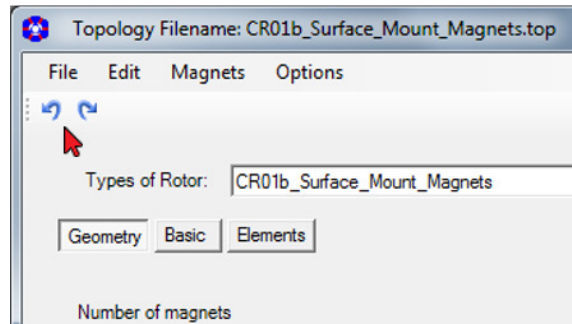 Topology Filename: CR01b_Surface_Mount_Magnets.top
File Edit Magnets Options
Types of Rotor: CR01b_Surface_Mount_Magnets
Geometry Basic Elements
Number of magnets